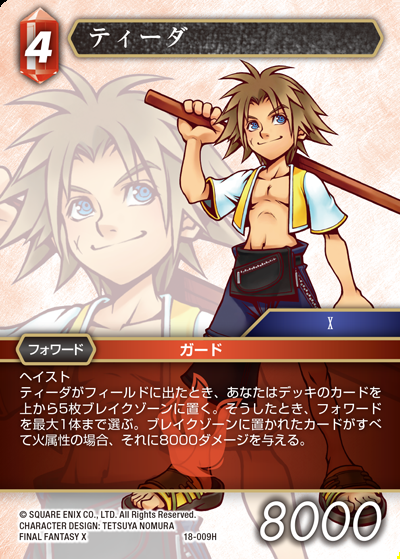 4
ティーダ
X
フォワード
ガード
ヘイスト
ティーダがフィールドに出たとき、あなたはデッキのカードを
上から5枚ブレイクゾーンに置く。そうしたとき、フォワード
を最大1体まで選ぶ。ブレイクゾーンに置かれたカードがすべ
て火属性の場合、それに8000ダメージを与える。
© SQUARE ENIX CO., LTD. All Rights Reserved.
CHARACTER DESIGN: TETSUYA NOMURA
FINAL FANTASY X
18-009H
8000